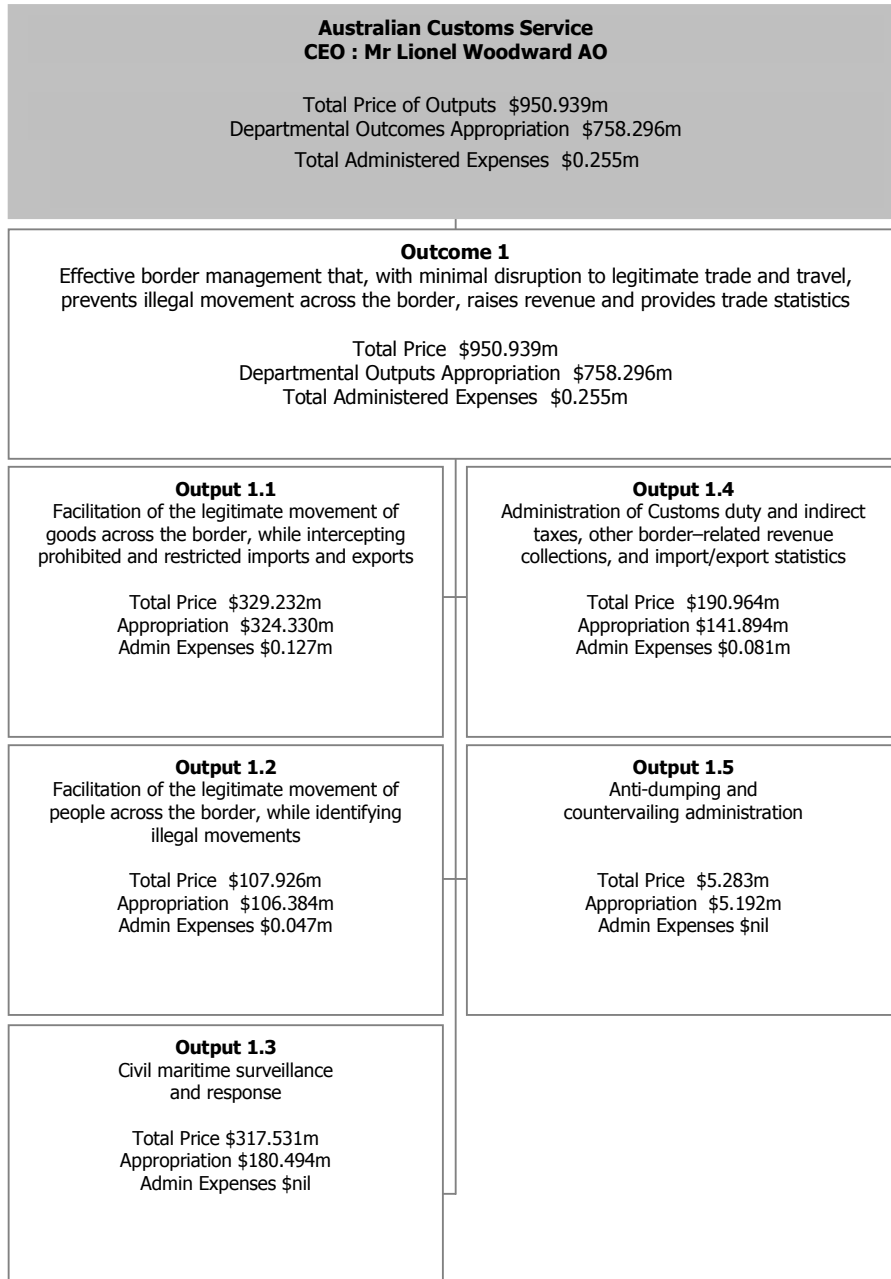 Australian Customs Service
CEO : Mr Lionel Woodward AO
Total Price of Outputs $950.939m
Departmental Outcomes Appropriation $758.296m
Total Administered Expenses $0.255m
Outcome 1
Effective border management that, with minimal disruption to legitimate trade and travel,
prevents illegal movement across the border, raises revenue and provides trade statistics
Total Price $950.939m
Departmental Outputs Appropriation $758.296m
Total Administered Expenses $0.255m
Output 1.1
Facilitation of the legitimate movement of
goods across the border, while intercepting
prohibited and restricted imports and exports
Total Price $329.232m
Appropriation $324.330m
Admin Expenses $0.127m
Output 1.4
Administration of Customs duty and indirect
taxes, other border–related revenue
collections, and import/export statistics
Total Price $190.964m
Appropriation $141.894m
Admin Expenses $0.081m
Output 1.2
Facilitation of the legitimate movement of
people across the border, while identifying
illegal movements
Total Price $107.926m
Appropriation $106.384m
Admin Expenses $0.047m
Output 1.5
Anti-dumping and
countervailing administration
Total Price $5.283m
Appropriation $5.192m
Admin Expenses $nil
Output 1.3
Civil maritime surveillance
and response
Total Price $317.531m
Appropriation $180.494m
Admin Expenses $nil